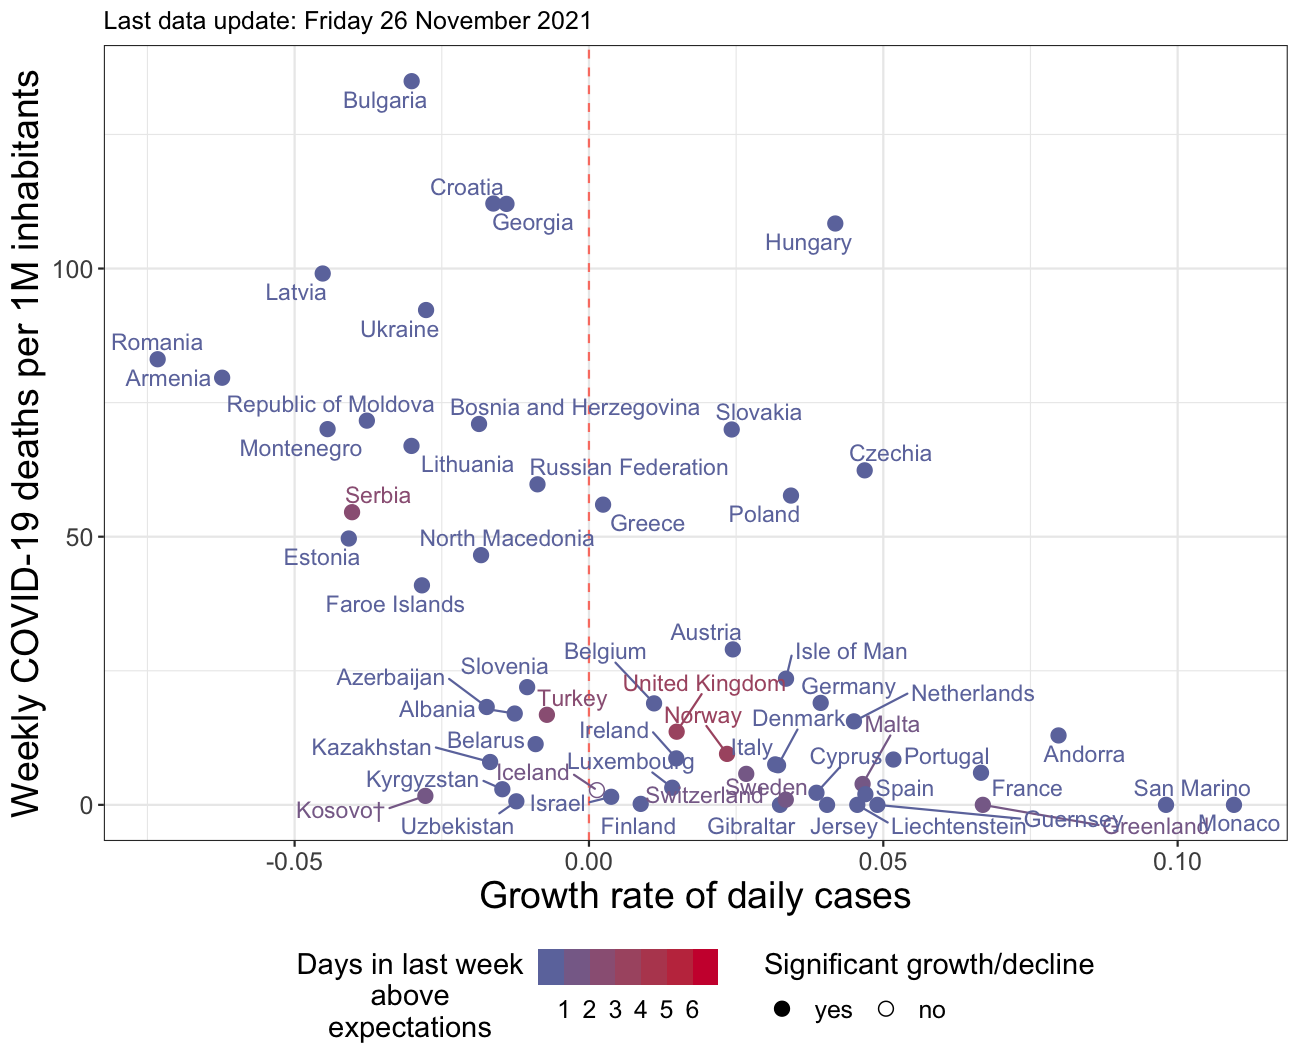 Last data update: Friday 26 November 2021
Weekly COVID-19 deaths per 1M inhabitants
100
50
0
Bulgaria
Croatia
Georgia
Hungary
Latvia
Ukraine
Romania
Armenia
Republic of Moldova
Bosnia and Herzegovina
Slovakia
Montenegro
Czechia
Lithuania
Russian Federation
Serbia
Poland
Greece
North Macedonia
Estonia
Faroe Islands
Austria
Belgium
Isle of Man
Slovenia
Azerbaijan
United Kingdom
Germany
Netherlands
Turkey
Albania
Norway
Denmark
Malta
Ireland
Belarus
Kazakhstan
Italy
Andorra
Cyprus
Portugal
Luxembourg
Iceland
Kyrgyzstan
Sweden
Spain
France
San Marino
Switzerland
Israel
Kosovo†
Uzbekistan
Finland
Gibraltar
Jersey
Liechtenstein
Guernsey
Greenland
Monaco
-0.05
0.00
0.05
0.10
Growth rate of daily cases
Days in last week
above
expectations
1 2 3 4 5 6
Significant growth/decline
yes
no